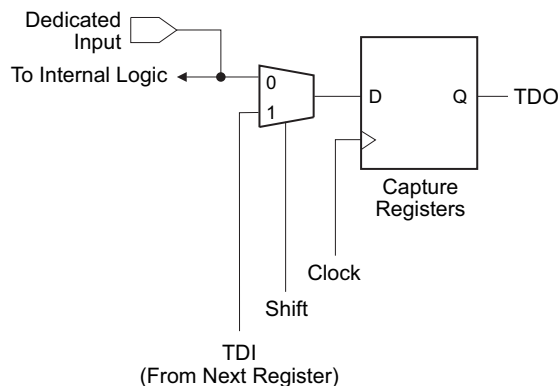 Dedicated
Input
To Internal Logic
0
1
D
Q
TDO
Capture
Registers
Clock
Shift
TDI
(From Next Register)